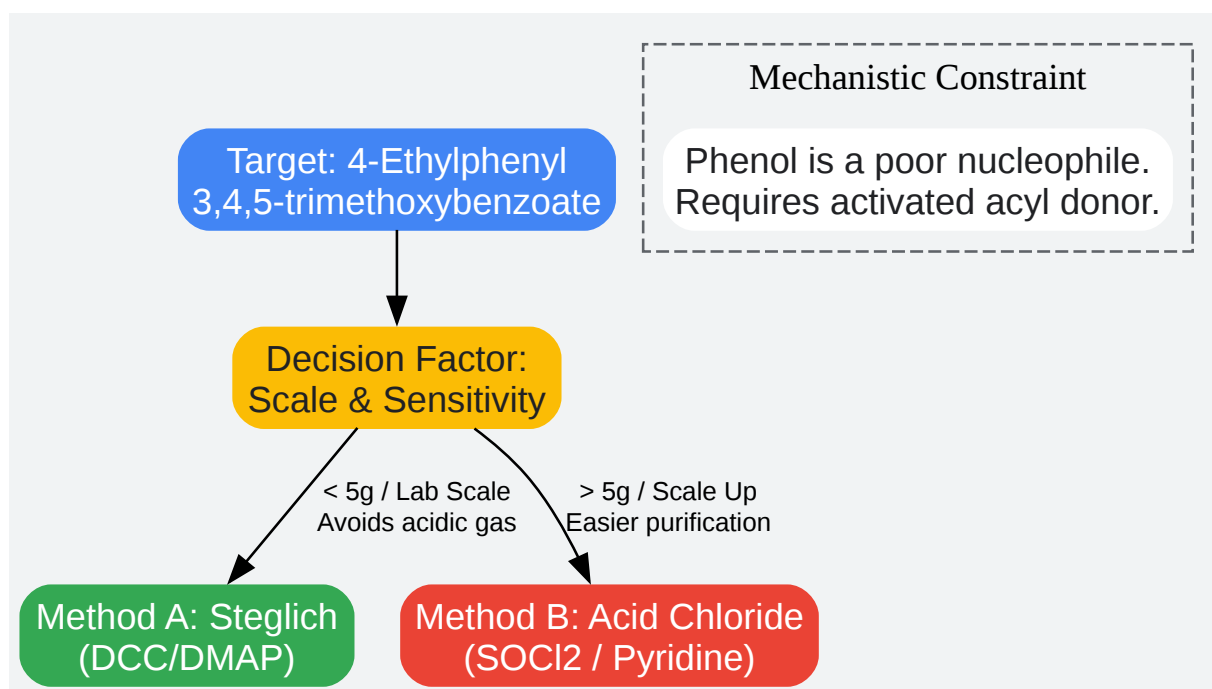 Mechanistic Constraint
Target: 4-Ethylphenyl
3,4,5-trimethoxybenzoate
Phenol is a poor nucleophile.
Requires activated acyl donor.
Decision Factor:
Scale & Sensitivity
< 5g / Lab Scale
Avoids acidic gas
> 5g / Scale Up
Easier purification
Method A: Steglich
(DCC/DMAP)
Method B: Acid Chloride
(SOCl2 / Pyridine)